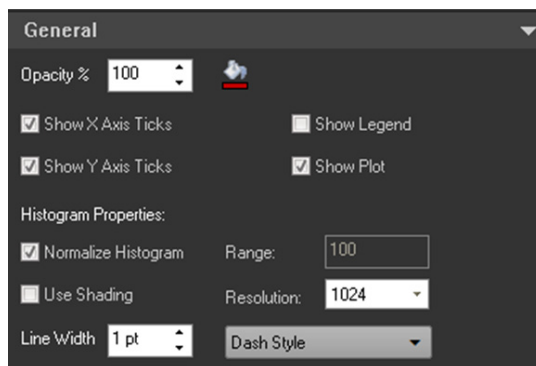 General
Opacity % 100
Show X Axis Ticks Show Legend
Show Y Axis Ticks Show Plot
Histogram Properties:
Normalize Histogram Range: 100
Use Shading Resolution: 1024
Line Width 1 pt Dash Style